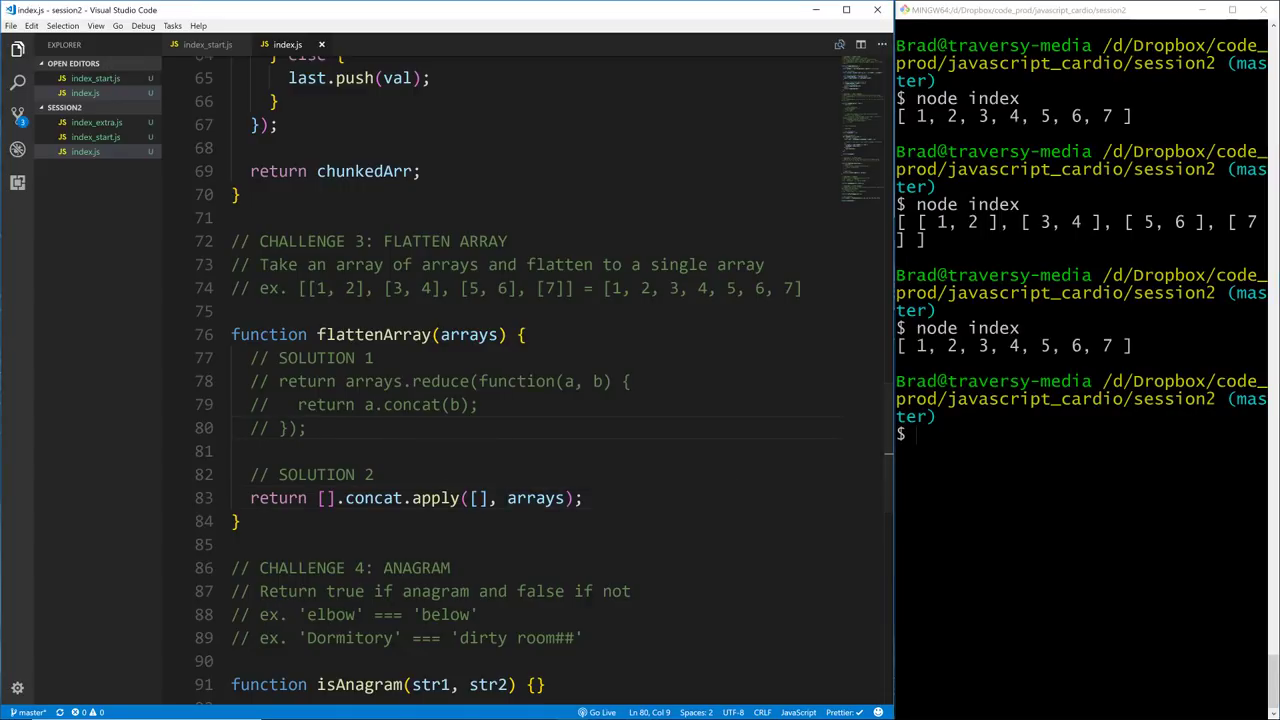 index.js - session2 - Visual Studio Code
File Edit Selection View Go Debug Tasks Help
EXPLORER
OPEN EDITORS
index_start.js U
index.js U
SESSION2
index_extra.js U
index_start.js U
index.js U
3
index_start.js
index.js
65 last.push(val);
66 }
67 });
68
69 return chunkedArr;
70 }
71
72 // CHALLENGE 3: FLATTEN ARRAY
73 // Take an array of arrays and flatten to a single array
74 // ex. [[1, 2], [3, 4], [5, 6], [7]] = [1, 2, 3, 4, 5, 6, 7]
75
76 function flattenArray(arrays) {
77 // SOLUTION 1
78 // return arrays.reduce(function(a, b) {
79 //   return a.concat(b);
80 // });
81
82 // SOLUTION 2
83 return [].concat.apply([], arrays);
84 }
85
86 // CHALLENGE 4: ANAGRAM
87 // Return true if anagram and false if not
88 // ex. 'elbow' === 'below'
89 // ex. 'Dormitory' === 'dirty room##'
90
91 function isAnagram(str1, str2) {}
master* 0 0 Go Live Ln 80, Col 9 Spaces: 2 UTF-8 CRLF JavaScript Prettier: ✓
MINGW64:/d/Dropbox/code_prod/javascript_cardio/session2
Brad@traversy-media /d/Dropbox/code_
prod/javascript_cardio/session2 (mas
ter)
$ node index
[ 1, 2, 3, 4, 5, 6, 7 ]
Brad@traversy-media /d/Dropbox/code_
prod/javascript_cardio/session2 (mas
ter)
$ node index
[ [ 1, 2 ], [ 3, 4 ], [ 5, 6 ], [ 7
] ]
Brad@traversy-media /d/Dropbox/code_
prod/javascript_cardio/session2 (mas
ter)
$ node index
[ 1, 2, 3, 4, 5, 6, 7 ]
Brad@traversy-media /d/Dropbox/code_
prod/javascript_cardio/session2 (mas
ter)
$